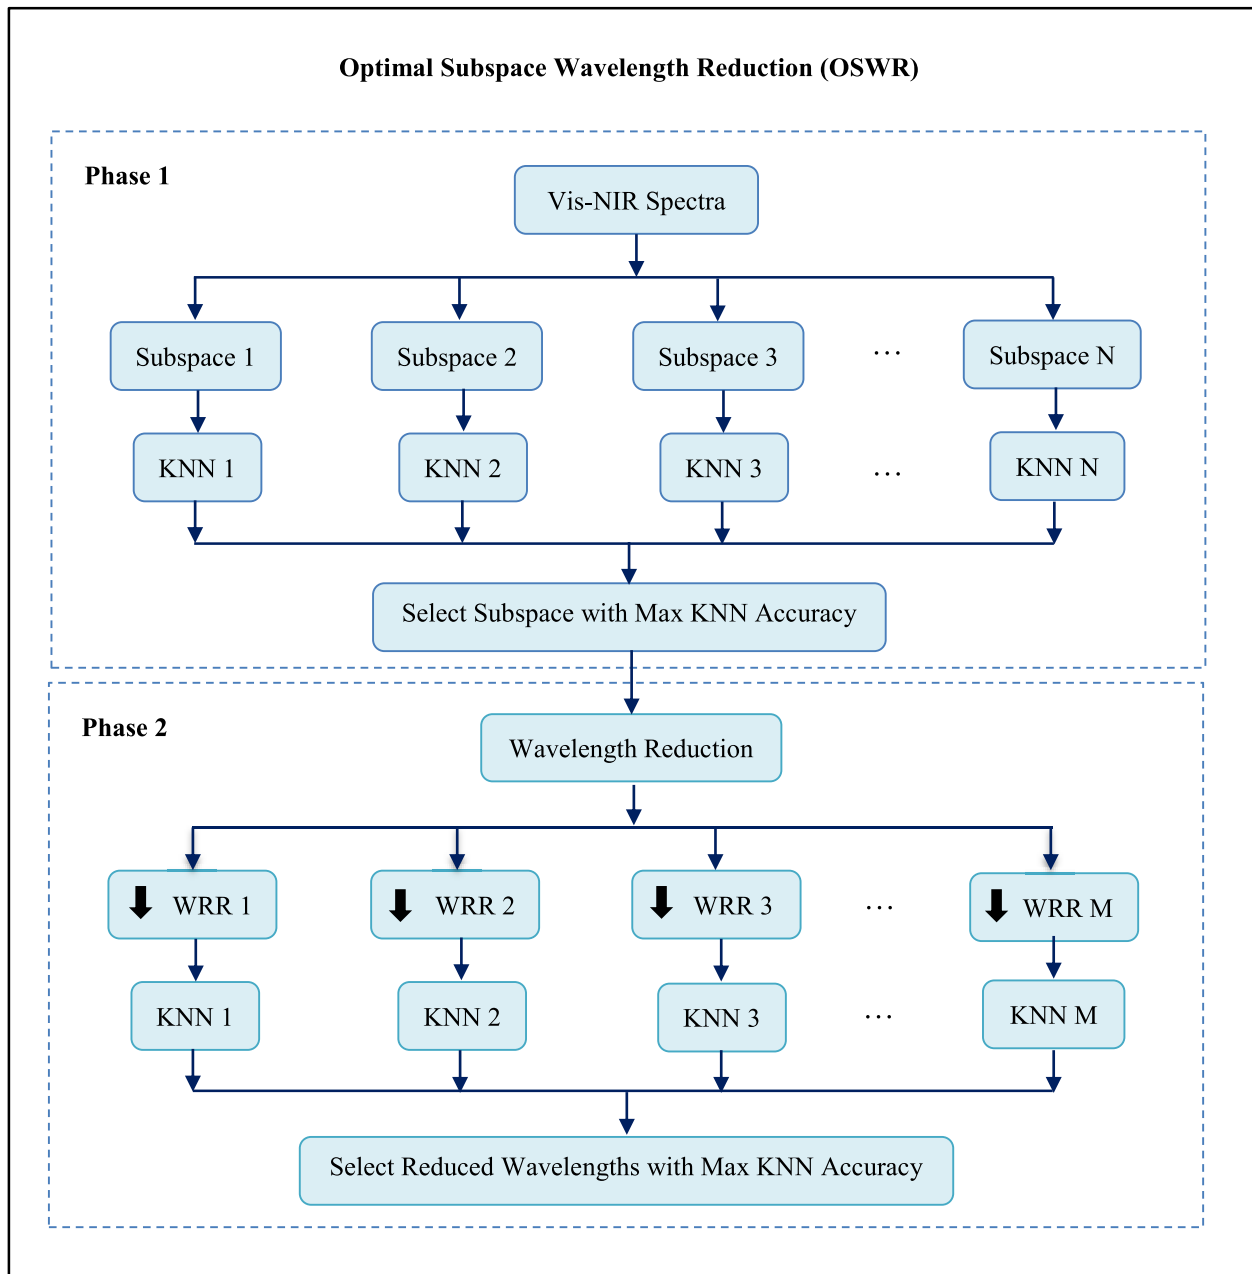 Optimal Subspace Wavelength Reduction (OSWR)
Phase 1
Vis-NIR Spectra
Subspace 1
Subspace 2
Subspace 3
...
Subspace N
KNN 1
KNN 2
KNN 3
...
KNN N
Select Subspace with Max KNN Accuracy
Phase 2
Wavelength Reduction
WRR 1
WRR 2
WRR 3
...
WRR M
KNN 1
KNN 2
KNN 3
...
KNN M
Select Reduced Wavelengths with Max KNN Accuracy